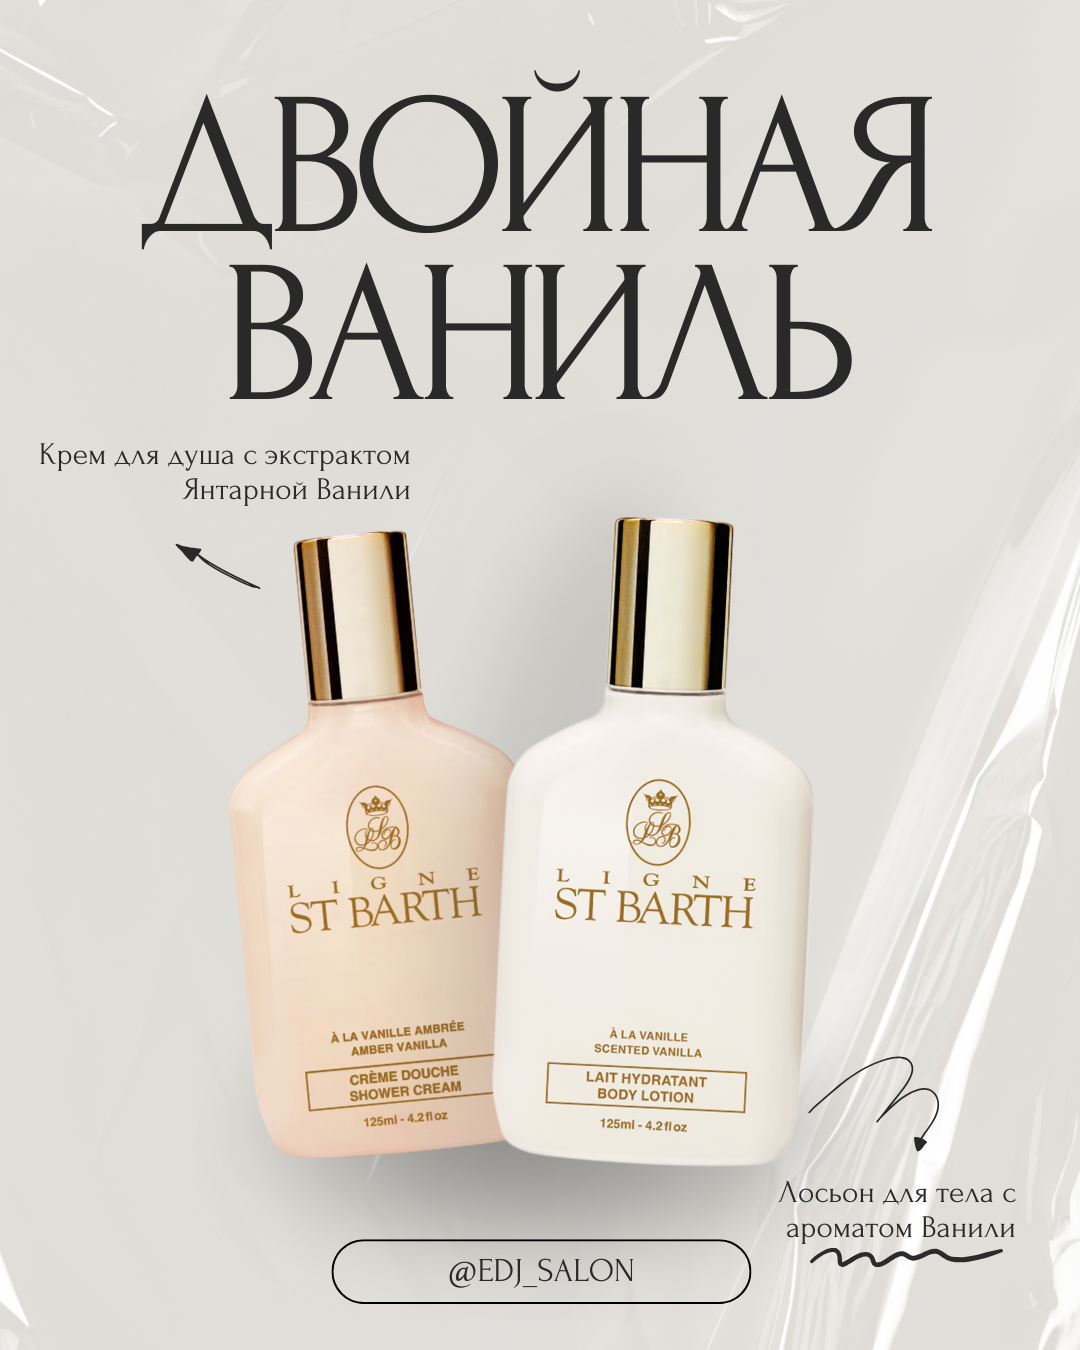 ДВОЙНАЯ
ВАНИЛЬ
Крем для душа с экстрактом
Янтарной Ванили
LSB
LIGNE
ST BARTH
À LA VANILLE AMBRÉE
AMBER VANILLA
CRÈME DOUCHE
SHOWER CREAM
125ml - 4.2 fl oz
LSB
LIGNE
ST BARTH
À LA VANILLE
SCENTED VANILLA
LAIT HYDRATANT
BODY LOTION
125ml - 4.2 fl oz
Лосьон для тела с
ароматом Ванили
@EDJ_SALON